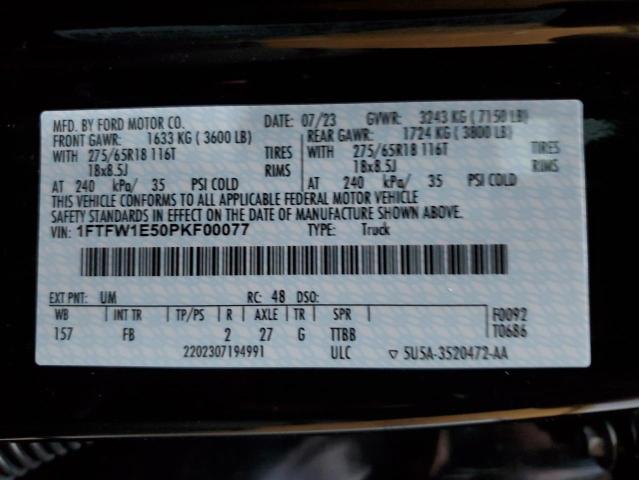 MFD. BY FORD MOTOR CO. DATE: 07/23 GVWR: 3243 KG ( 7150 LB)
FRONT GAWR: 1633 KG ( 3600 LB) REAR GAWR: 1724 KG ( 3800 LB)
WITH 275/65R18 116T TIRES WITH 275/65R18 116T TIRES
18x8.5J RIMS 18x8.5J RIMS
AT 240 kPa/ 35 PSI COLD AT 240 kPa/ 35 PSI COLD
THIS VEHICLE CONFORMS TO ALL APPLICABLE FEDERAL MOTOR VEHICLE
SAFETY STANDARDS IN EFFECT ON THE DATE OF MANUFACTURE SHOWN ABOVE.
VIN: 1FTFW1E50PKF00077 TYPE: Truck
EXT PNT: UM RC: 48 DSO:
WB INT TR TP/PS R AXLE TR SPR F0092
157 FB 2 27 G TTBB T0686
2202307194991 ULC ▽ 5U5A-3520472-AA